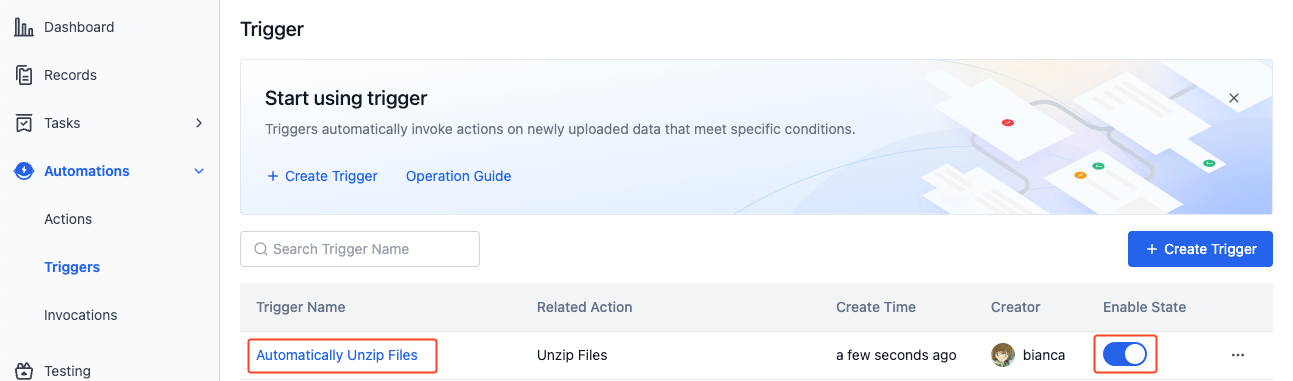 Dashboard
Records
Tasks
Automations
Actions
Triggers
Invocations
Testing
Trigger
Start using trigger
Triggers automatically invoke actions on newly uploaded data that meet specific conditions.
+ Create Trigger Operation Guide
Search Trigger Name
+ Create Trigger
Trigger Name Related Action Create Time Creator Enable State
Automatically Unzip Files Unzip Files a few seconds ago bianca